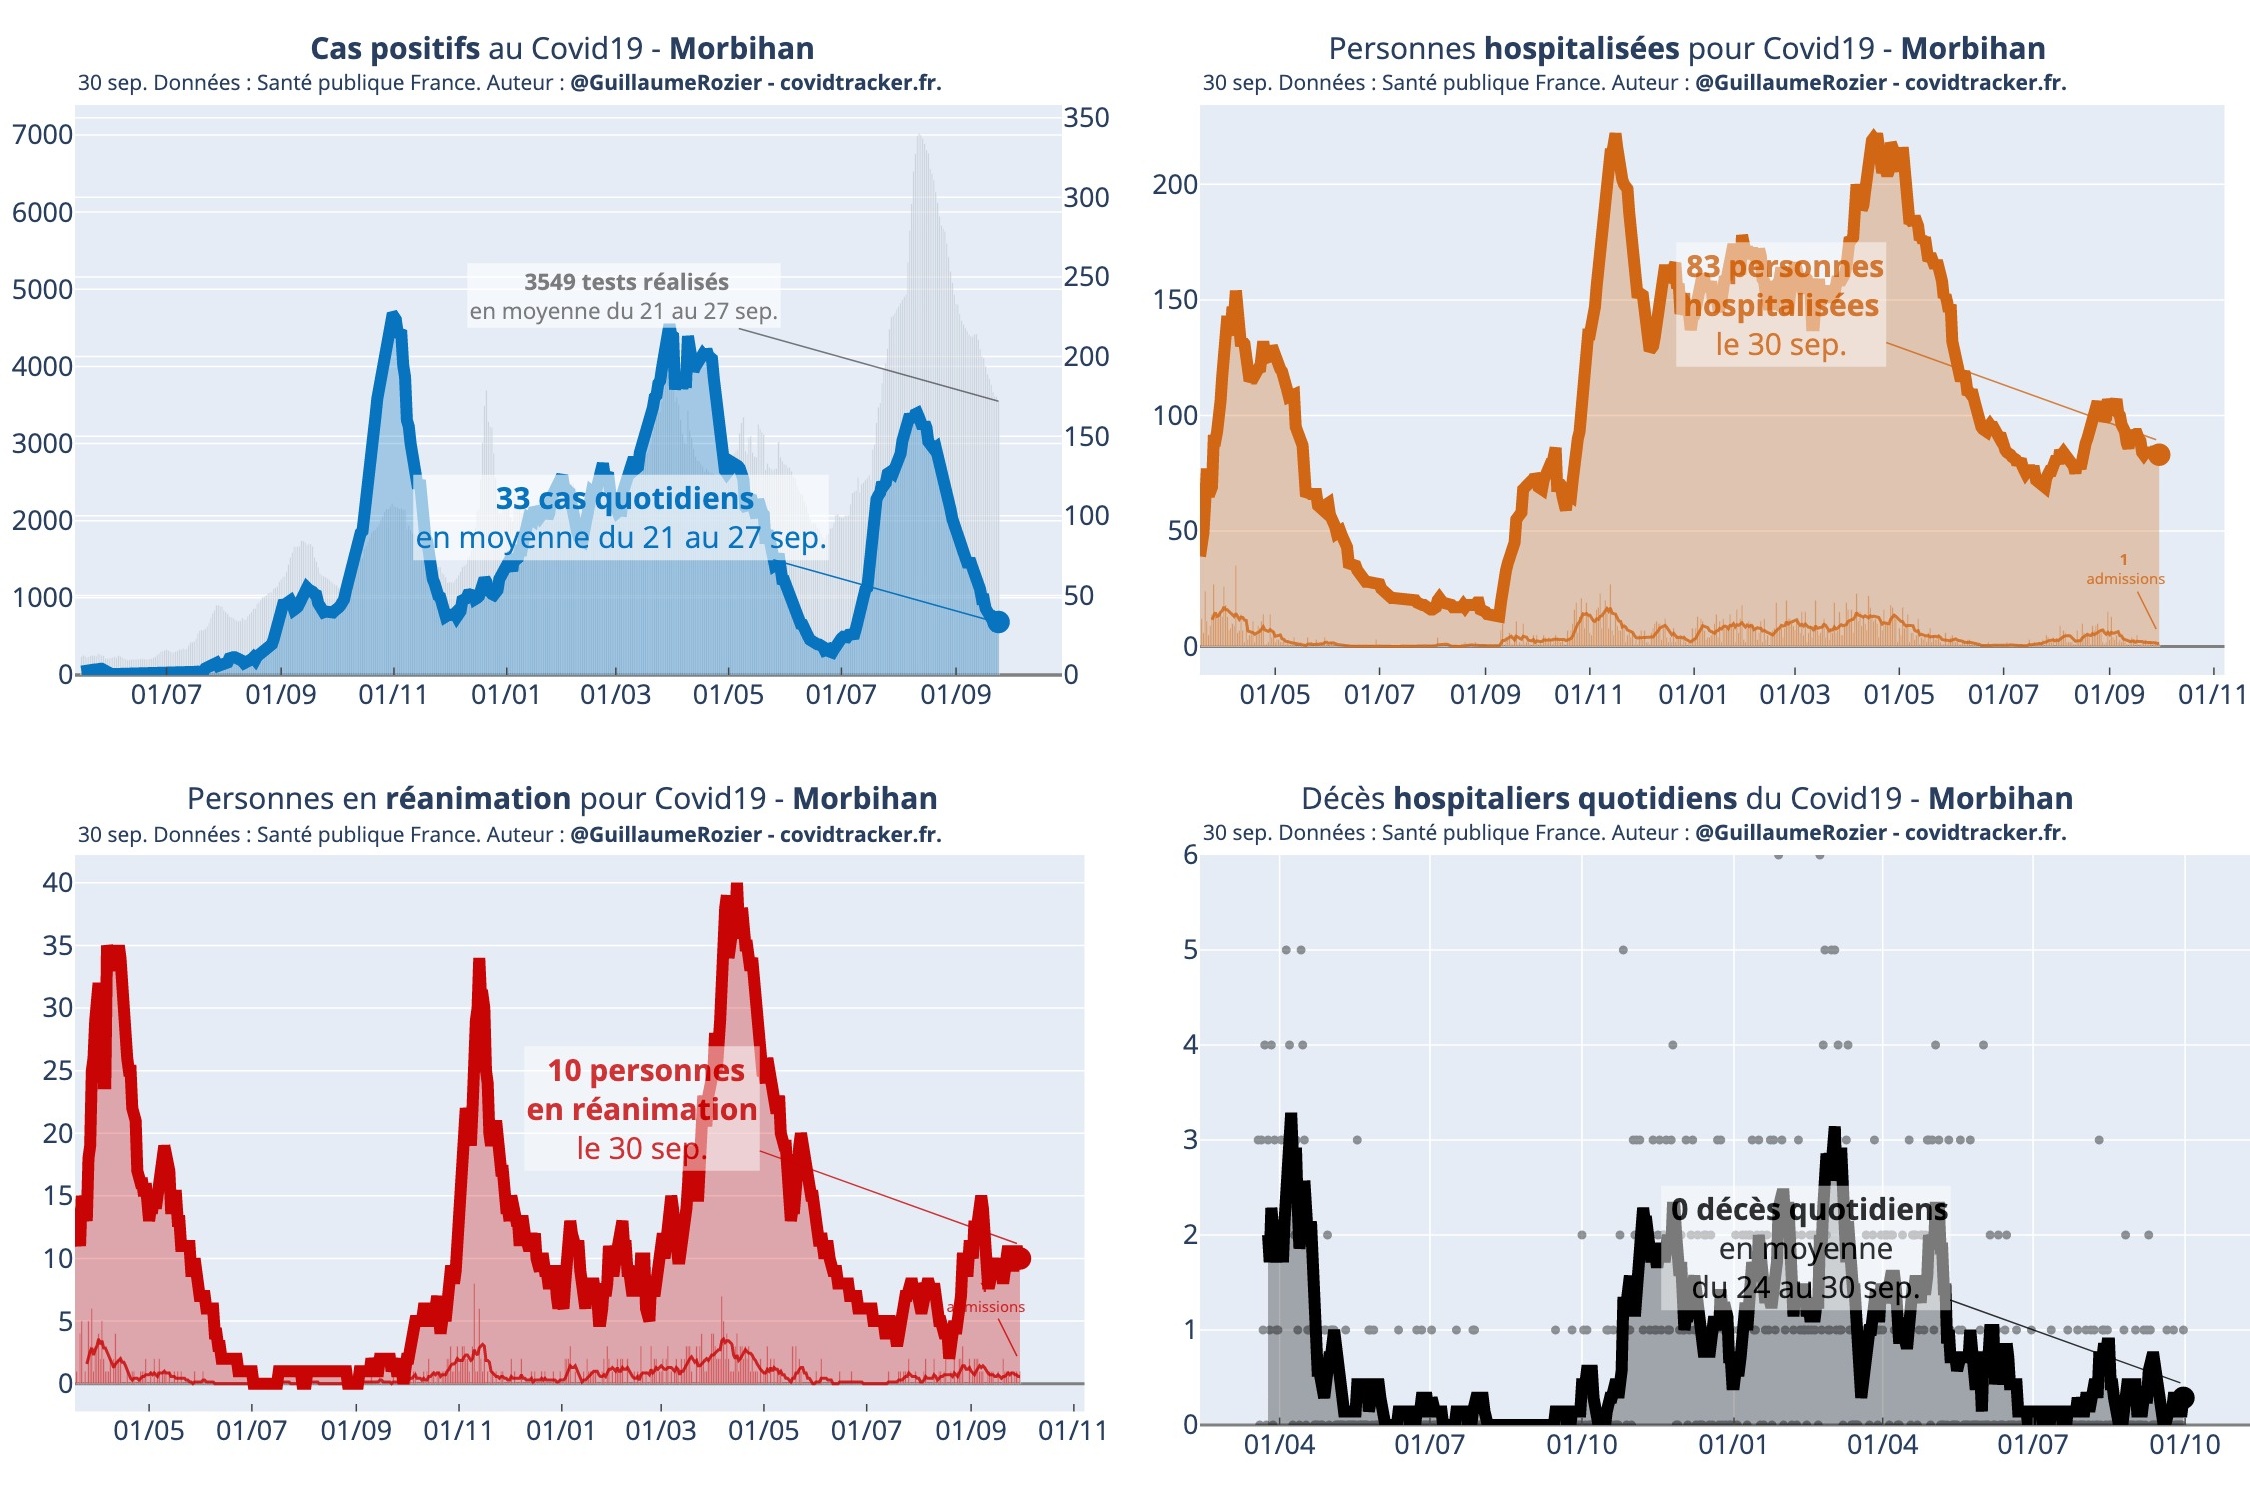 Cas positifs au Covid19 - Morbihan
30 sep. Données : Santé publique France. Auteur : @GuillaumeRozier - covidtracker.fr.
7000
6000
5000
4000
3000
2000
1000
0
350
300
250
200
150
100
50
0
3549 tests réalisés
en moyenne du 21 au 27 sep.
33 cas quotidiens
en moyenne du 21 au 27 sep.
01/07 01/09 01/11 01/01 01/03 01/05 01/07 01/09
Personnes hospitalisées pour Covid19 - Morbihan
30 sep. Données : Santé publique France. Auteur : @GuillaumeRozier - covidtracker.fr.
200
150
100
50
0
83 personnes
hospitalisées
le 30 sep.
1
admissions
01/05 01/07 01/09 01/11 01/01 01/03 01/05 01/07 01/09 01/11
Personnes en réanimation pour Covid19 - Morbihan
30 sep. Données : Santé publique France. Auteur : @GuillaumeRozier - covidtracker.fr.
40
35
30
25
20
15
10
5
0
10 personnes
en réanimation
le 30 sep.
admissions
01/05 01/07 01/09 01/11 01/01 01/03 01/05 01/07 01/09 01/11
Décès hospitaliers quotidiens du Covid19 - Morbihan
30 sep. Données : Santé publique France. Auteur : @GuillaumeRozier - covidtracker.fr.
6
5
4
3
2
1
0
0 décès quotidiens
en moyenne
du 24 au 30 sep.
01/04 01/07 01/10 01/01 01/04 01/07 01/10